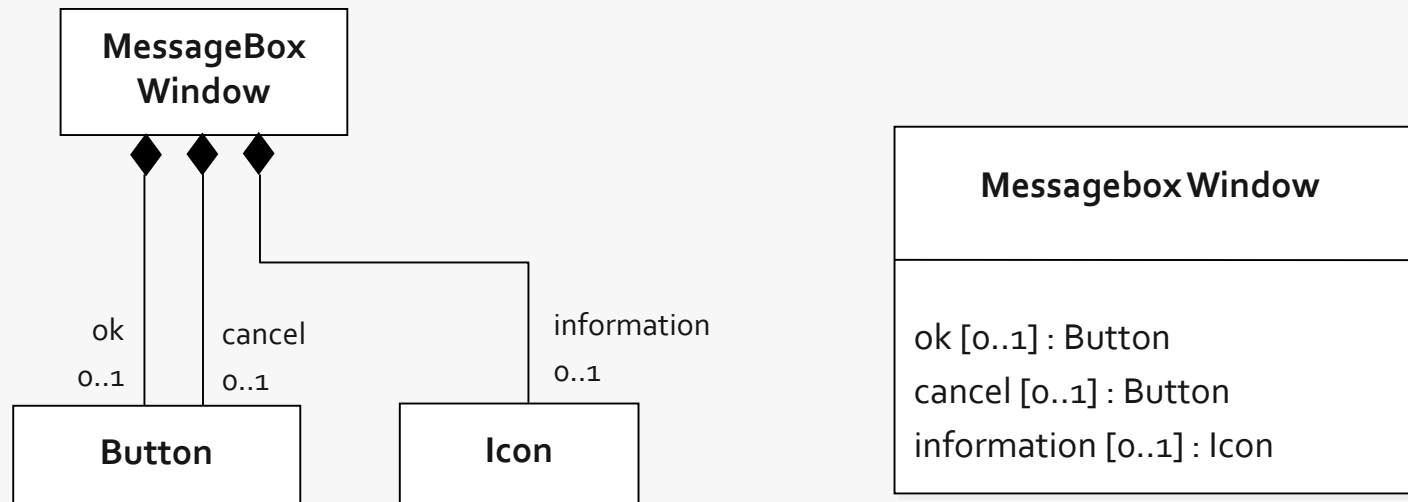 MessageBox
Window
ok
0..1
cancel
0..1
information
0..1
Button
Icon
Messagebox Window
ok [0..1] : Button
cancel [0..1] : Button
information [0..1] : Icon